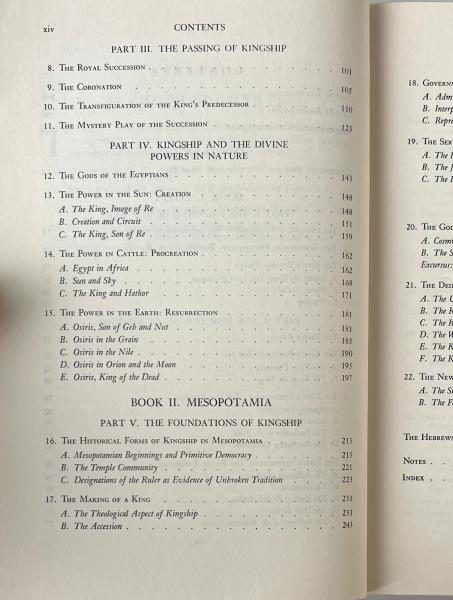 xiv
CONTENTS
PART III. THE PASSING OF KINGSHIP
8. The Royal Succession . . . . . . . . . . 101
9. The Coronation . . . . . . . . . . 105
10. The Transfiguration of the King's Predecessor . . . . . . 110
11. The Mystery Play of the Succession . . . . . . . . 123
PART IV. KINGSHIP AND THE DIVINE
POWERS IN NATURE
12. The Gods of the Egyptians . . . . . . . . . 143
13. The Power in the Sun: Creation . . . . . . . . 148
A. The King, Image of Re . . . . . . . . . 148
B. Creation and Circuit . . . . . . . . . 151
C. The King, Son of Re . . . . . . . . . 159
14. The Power in Cattle: Procreation . . . . . . . . 162
A. Egypt in Africa . . . . . . . . . 162
B. Sun and Sky . . . . . . . . . 168
C. The King and Hathor . . . . . . . . . 171
15. The Power in the Earth: Resurrection . . . . . . . 181
A. Osiris, Son of Geb and Nut . . . . . . . . 181
B. Osiris in the Grain . . . . . . . . . 185
C. Osiris in the Nile . . . . . . . . . 190
D. Osiris in Orion and the Moon . . . . . . . . 195
E. Osiris, King of the Dead . . . . . . . . . 197
BOOK II. MESOPOTAMIA
PART V. THE FOUNDATIONS OF KINGSHIP
16. The Historical Forms of Kingship in Mesopotamia . . . . . 215
A. Mesopotamian Beginnings and Primitive Democracy . . . . . 215
B. The Temple Community . . . . . . . . . 221
C. Designations of the Ruler as Evidence of Unbroken Tradition . . . 223
17. The Making of a King . . . . . . . . . 231
A. The Theological Aspect of Kingship . . . . . . . 231
B. The Accession . . . . . . . . . . 243
18. Govern
A. Adm
B. Interp
C. Repre
19. The Ser
A. The
B. The
C. The
20. The God
A. Cosmi
B. The S
Excursus:
21. The Dei
A. The
B. The K
C. The K
D. The W
E. The K
F. The K
22. The New
A. The S
B. The F
The Hebrews
Notes . .
Index . .